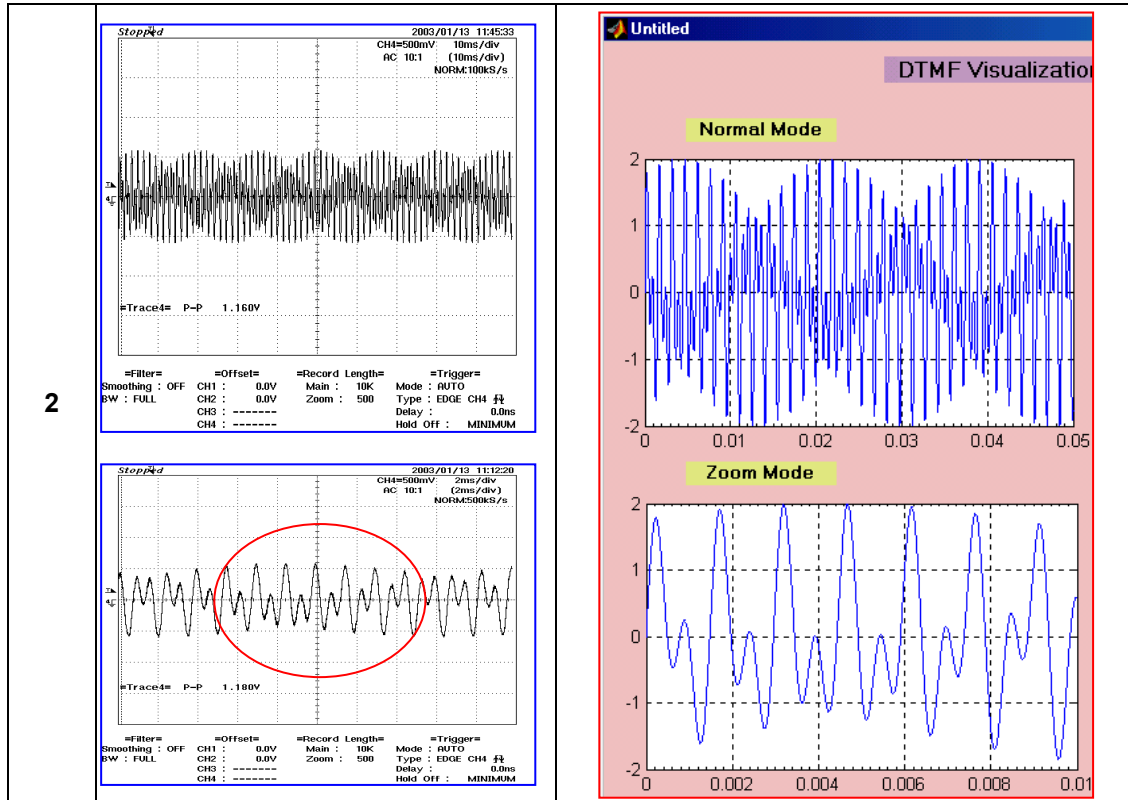 2
Stopped 2003/01/13 11:45:33
CH4=500mV 10ms/div
AC 10:1 (10ms/div)
NORM:100kS/s
=Trace4= P-P 1.160V
=Filter= =Offset= =Record Length= =Trigger=
Smoothing : OFF CH1 : 0.0V Main : 10K Mode : AUTO
BW : FULL CH2 : 0.0V Zoom : 500 Type : EDGE CH4
CH3 : ------- Delay : 0.0ns
CH4 : ------- Hold Off : MINIMUM
Stopped 2003/01/13 11:12:20
CH4=500mV 2ms/div
AC 10:1 (2ms/div)
NORM:500kS/s
=Trace4= P-P 1.180V
=Filter= =Offset= =Record Length= =Trigger=
Smoothing : OFF CH1 : 0.0V Main : 10K Mode : AUTO
BW : FULL CH2 : 0.0V Zoom : 500 Type : EDGE CH4
CH3 : ------- Delay : 0.0ns
CH4 : ------- Hold Off : MINIMUM
Untitled
DTMF Visualizatio
Normal Mode
2
1
0
-1
-2
0 0.01 0.02 0.03 0.04 0.05
Zoom Mode
2
1
0
-1
-2
0 0.002 0.004 0.006 0.008 0.01